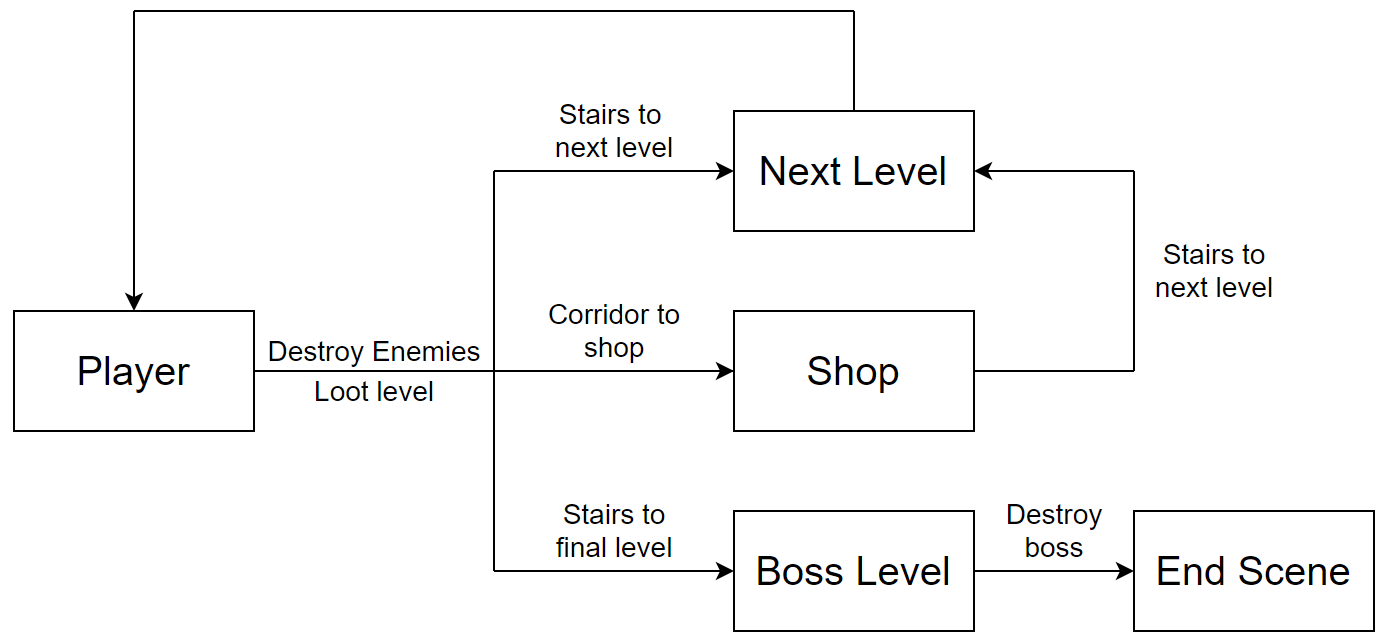 Stairs to
next level
Next Level
Stairs to
next level
Player
Destroy Enemies
Loot level
Corridor to
shop
Shop
Stairs to
final level
Boss Level
Destroy
boss
End Scene